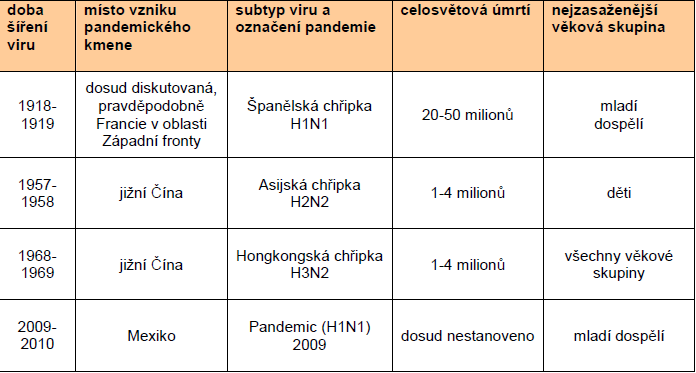 doba
šíření
viru
místo vzniku
pandemického
kmene
subtyp viru a
označení pandemie
celosvětová úmrtí
nejzasaženější
věková skupina
1918-
1919
dosud diskutovaná,
pravděpodobně
Francie v oblasti
Západní fronty
Španělská chřipka
H1N1
20-50 milionů
mladí
dospělí
1957-
1958
jižní Čína
Asijská chřipka
H2N2
1-4 milionů
děti
1968-
1969
jižní Čína
Hongkongská chřipka
H3N2
1-4 milionů
všechny věkové
skupiny
2009-
2010
Mexiko
Pandemic (H1N1)
2009
dosud nestanoveno
mladí dospělí